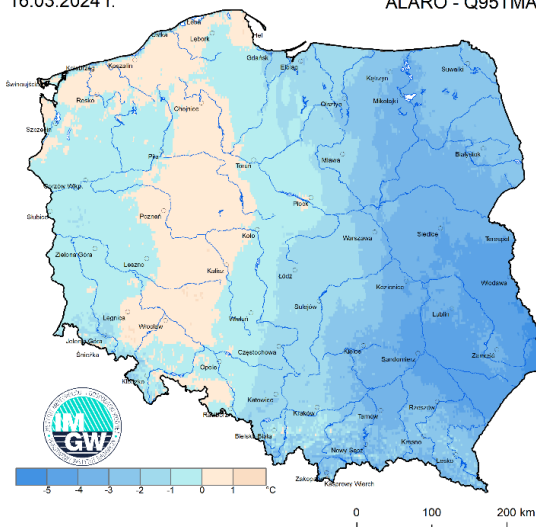 16.03.2024 r.
ALARO - Q95TMA
Łeba
Hel
Ustka
Lębork
Gdańsk
Kołobrzeg
Koszalin
Elbląg
Kętrzyn
Suwałki
Świnoujście
Resko
Chojnice
Olsztyn
Mikołajki
Szczecin
Białystok
Piła
Toruń
Mława
Gorzów Wlkp.
Płock
Słubice
Poznań
Koło
Warszawa
Siedlce
Terespol
Zielona Góra
Leszno
Kalisz
Łódź
Kozienice
Włodawa
Legnica
Wrocław
Wieluń
Sulejów
Lublin
Jelenia Góra
Śnieżka
Opole
Częstochowa
Kielce
Sandomierz
Zamość
Kłodzko
Racibórz
Katowice
Kraków
Tarnów
Rzeszów
Bielsko-Biała
Nowy Sącz
Krosno
Lesko
Zakopane
Kasprowy Wierch
IM
GW
-5 -4 -3 -2 -1 0 1 °C
0 100 200 km